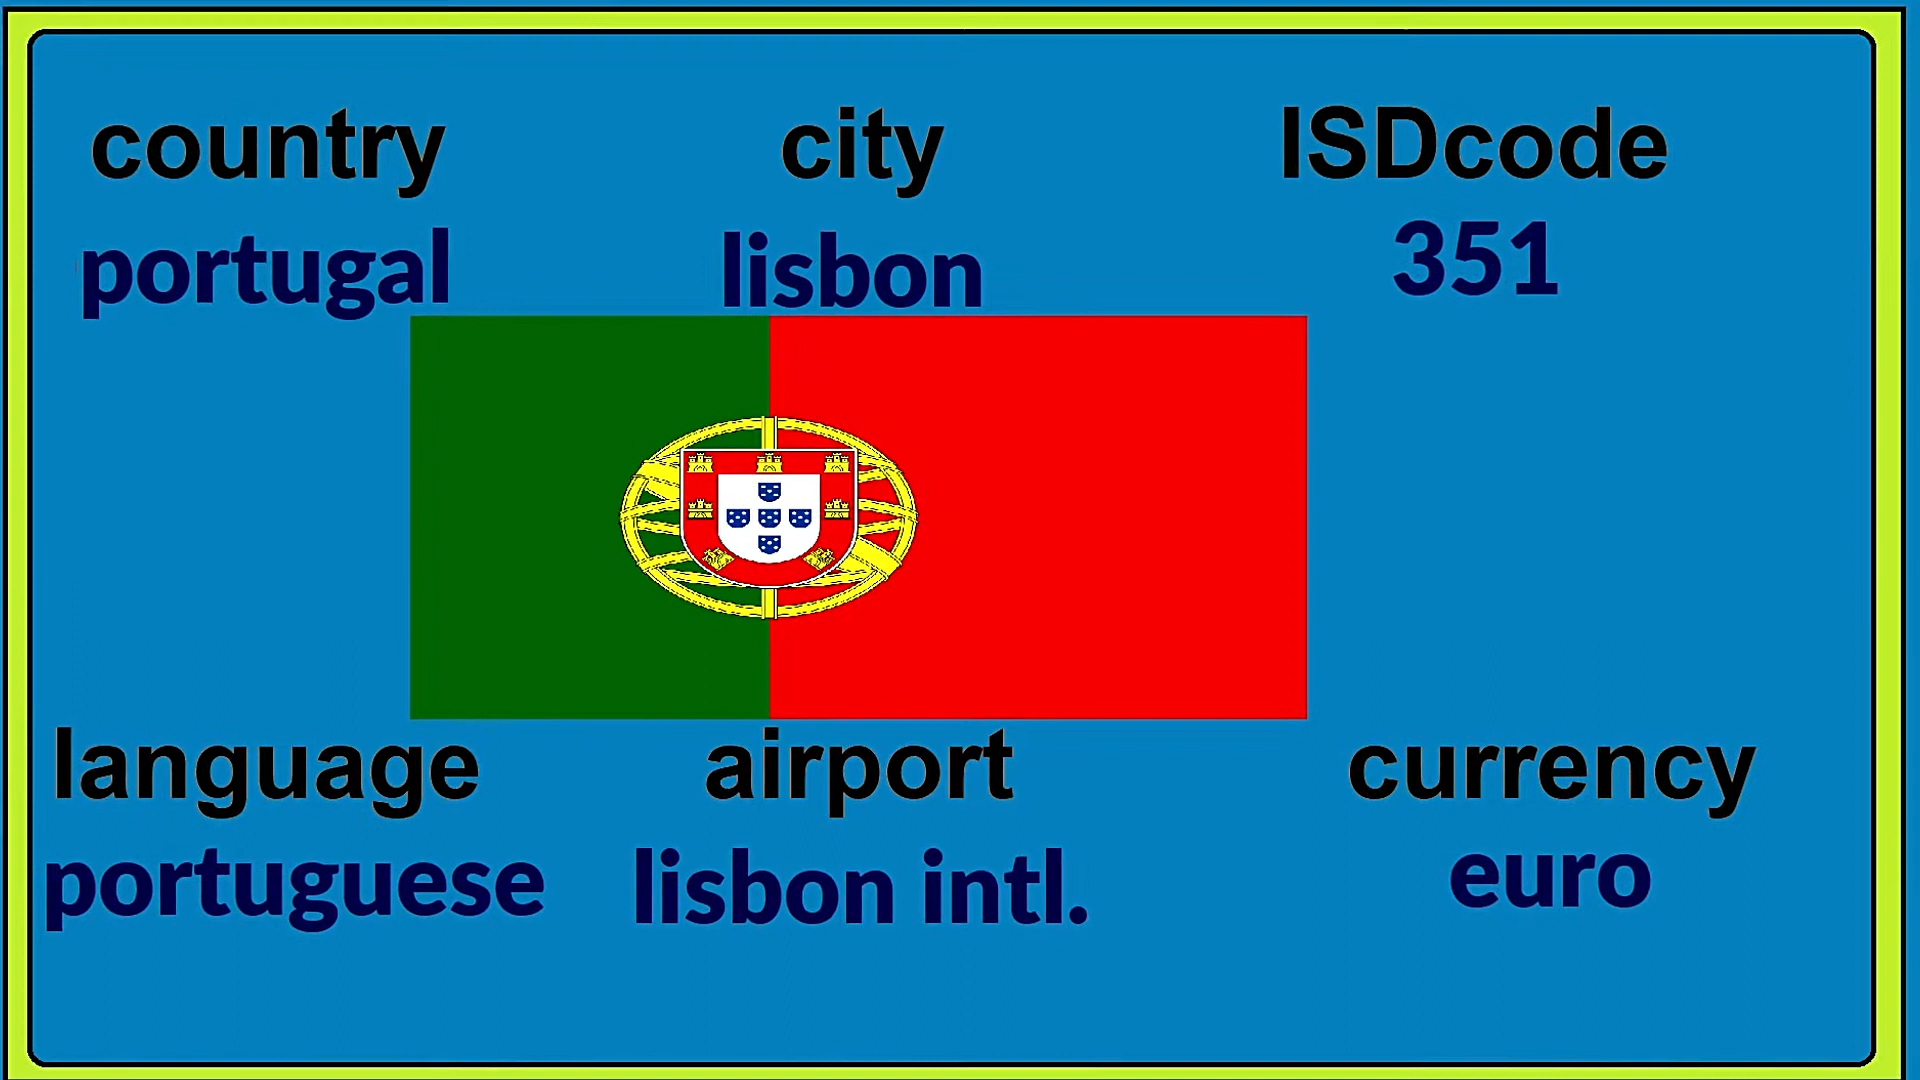 country city ISDcode
portugal lisbon 351
language airport currency
portuguese lisbon intl. euro